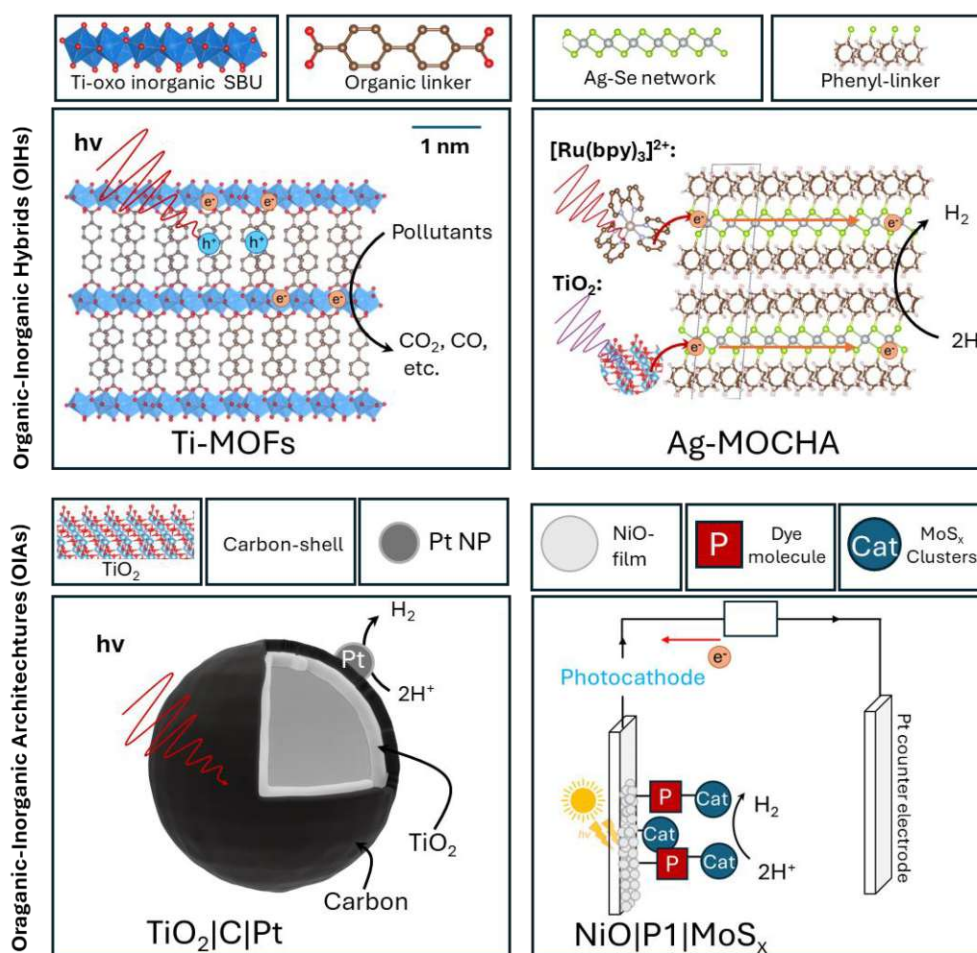 Organic-Inorganic Hybrids (OIHs)
Ti-oxo inorganic SBU
Organic linker
Ag-Se network
Phenyl-linker
hv
1 nm
e-
e-
h+
h+
Pollutants
e-
e-
CO2, CO,
etc.
Ti-MOFs
[Ru(bpy)3]2+:
e-
e-
H2
TiO2:
e-
e-
2H
Ag-MOCHA
Oraganic-Inorganic Architechtures (OIAs)
TiO2
Carbon-shell
Pt NP
NiO-
film
P
Dye
molecule
Cat
MoSx
Clusters
hv
H2
Pt
2H+
TiO2
Carbon
TiO2|C|Pt
e-
Photocathode
Pt counter electrode
hv
P
Cat
H2
Cat
P
Cat
2H+
NiO|P1|MoSx